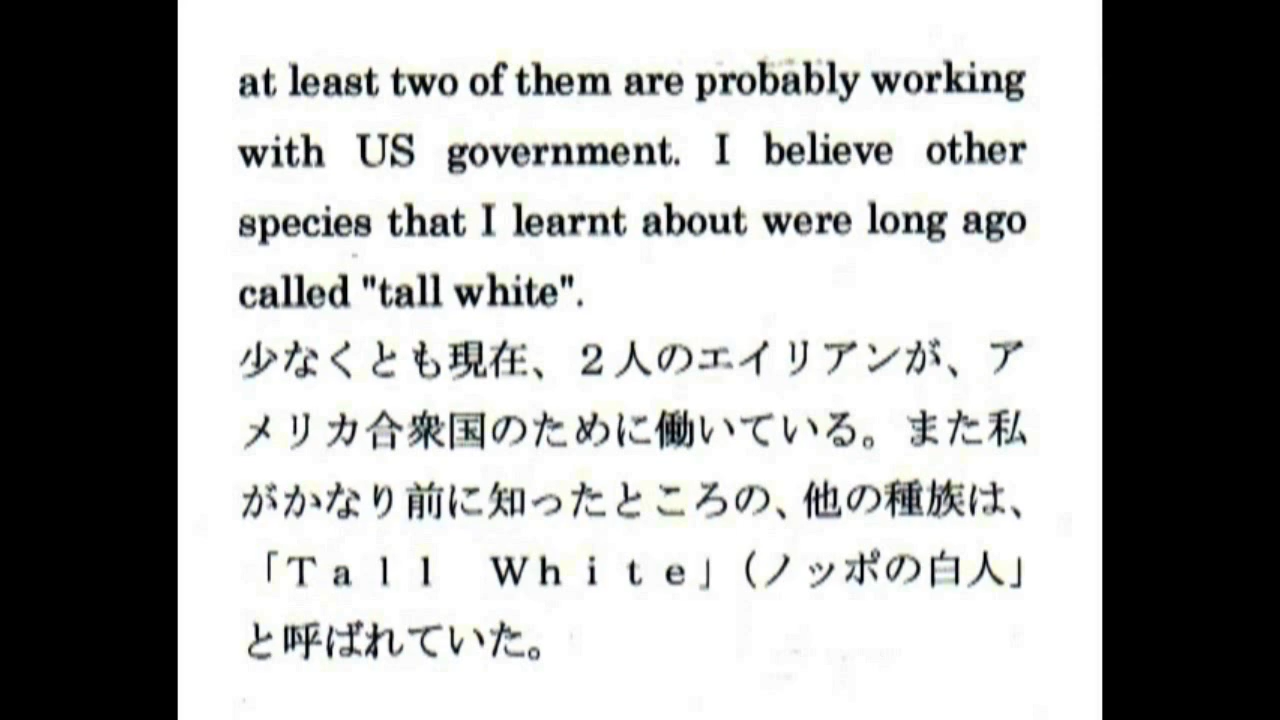 at least two of them are probably working
with US government. I believe other
species that I learnt about were long ago
called "tall white".
少なくとも現在、２人のエイリアンが、ア
メリカ合衆国のために働いている。また私
がかなり前に知ったところの、他の種族は、
「Ｔａｌｌ　Ｗｈｉｔｅ」（ノッポの白人」
と呼ばれていた。